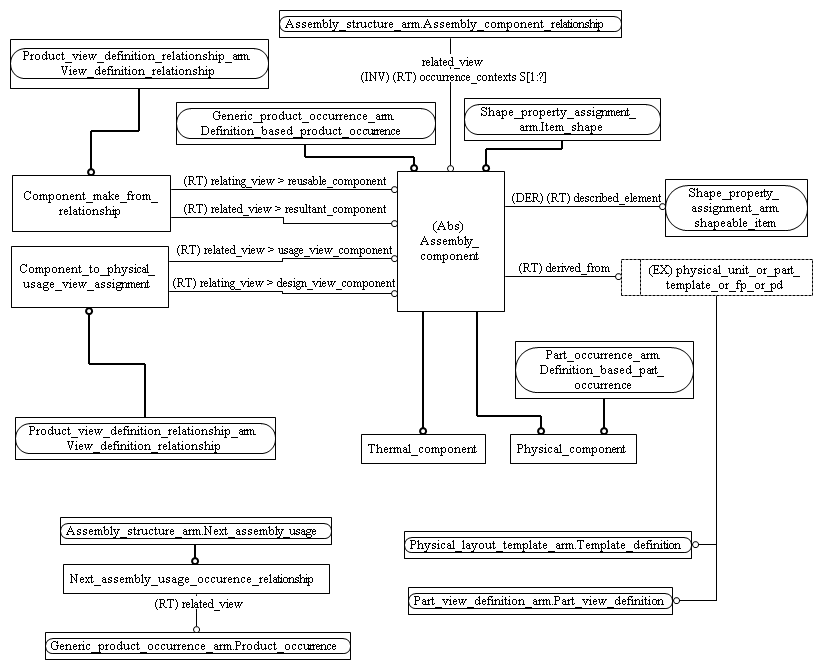 Assembly_structure_arm.Assembly_component_relationship
Product_view_definition_relationship_arm.
View_definition_relationship
related_view
(INV) (RT) occurrence_contexts S[1:?]
Generic_product_occurrence_arm.
Definition_based_product_occurrence
Shape_property_assignment_
arm.Item_shape
Component_make_from_
relationship
(RT) relating_view > reusable_component
(RT) related_view > resultant_component
(Abs)
Assembly_
component
(DER) (RT) described_element
Shape_property_
assignment_arm.
shapeable_item
Component_to_physical_
usage_view_assignment
(RT) related_view > usage_view_component
(RT) relating_view > design_view_component
(RT) derived_from
(EX) physical_unit_or_part_
template_or_fp_or_pd
Part_occurrence_arm.
Definition_based_part_
occurrence
Product_view_definition_relationship_arm.
View_definition_relationship
Thermal_component
Physical_component
Assembly_structure_arm.Next_assembly_usage
Next_assembly_usage_occurence_relationship
(RT) related_view
Generic_product_occurrence_arm.Product_occurrence
Physical_layout_template_arm.Template_definition
Part_view_definition_arm.Part_view_definition